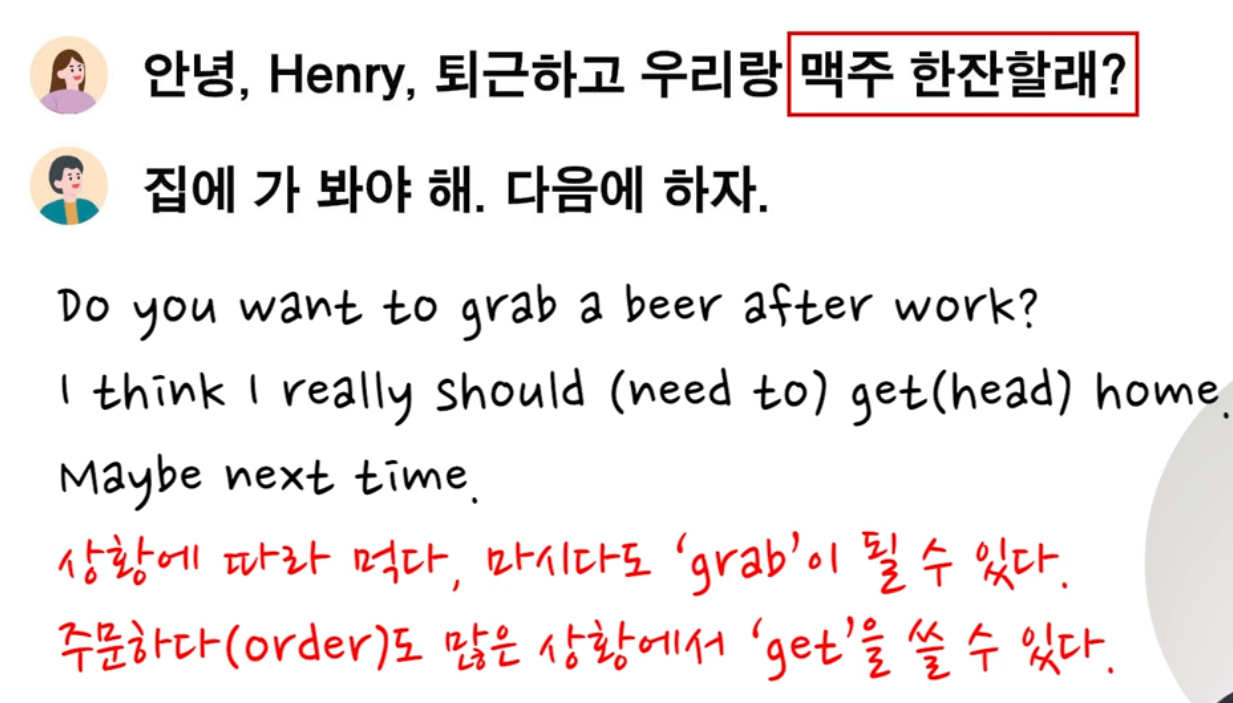 안녕, Henry, 퇴근하고 우리랑 맥주 한잔할래?
집에 가 봐야 해. 다음에 하자.
Do you want to grab a beer after work?
I think I really should (need to) get(head) home.
Maybe next time.
상황에 따라 먹다, 마시다도 ‘grab’이 될 수 있다.
주문하다(order)도 많은 상황에서 ‘get’을 쓸 수 있다.